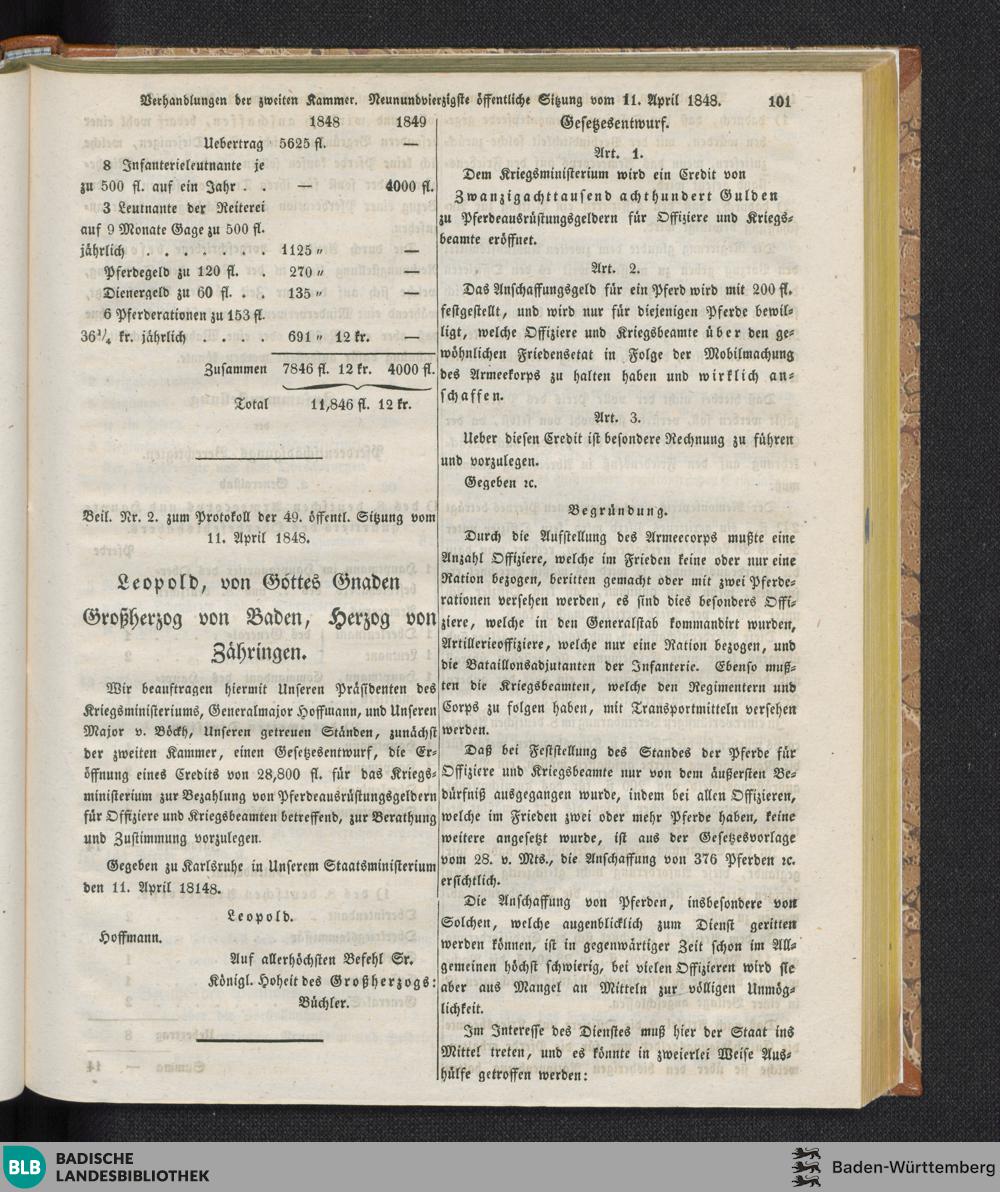 Verhandlungen der zweiten Kammer. Neunundvierzigste öffentliche Sitzung vom 11. April 1848. 101
1848 1849
Uebertrag 5625 fl. —
8 Infanterieleutnante je
zu 500 fl. auf ein Jahr . . — 4000 fl.
3 Leutnante der Reiterei
auf 9 Monate Gage zu 500 fl.
jährlich . . . . . . . 1125 „ —
Pferdegeld zu 120 fl. . . 270 „ —
Dienergeld zu 60 fl. . . 135 „ —
6 Pferderationen zu 153 fl.
36¾ kr. jährlich . . . . 691 „ 12 kr. —
Zusammen 7846 fl. 12 kr. 4000 fl.
Total 11,846 fl. 12 kr.
Beil. Nr. 2. zum Protokoll der 49. öffentl. Sitzung vom
11. April 1848.
Leopold, von Gottes Gnaden
Großherzog von Baden, Herzog von
Zähringen.
Wir beauftragen hiermit Unseren Präsidenten des
Kriegsministeriums, Generalmajor Hoffmann, und Unseren
Major v. Böckh, Unseren getreuen Ständen, zunächst
der zweiten Kammer, einen Gesetzesentwurf, die Er-
öffnung eines Credits von 28,800 fl. für das Kriegs-
ministerium zur Bezahlung von Pferdeausrüstungsgeldern
für Offiziere und Kriegsbeamten betreffend, zur Berathung
und Zustimmung vorzulegen.
Gegeben zu Karlsruhe in Unserem Staatsministerium
den 11. April 18148.
Leopold.
Hoffmann.
Auf allerhöchsten Befehl Sr.
Königl. Hoheit des Großherzogs:
Büchler.
Gesetzesentwurf.
Art. 1.
Dem Kriegsministerium wird ein Credit von
Zwanzigachttausend achthundert Gulden
zu Pferdeausrüstungsgeldern für Offiziere und Kriegs-
beamte eröffnet.
Art. 2.
Das Anschaffungsgeld für ein Pferd wird mit 200 fl.
festgestellt, und wird nur für diejenigen Pferde bewil-
ligt, welche Offiziere und Kriegsbeamte über den ge-
wöhnlichen Friedensetat in Folge der Mobilmachung
des Armeekorps zu halten haben und wirklich an-
schaffen.
Art. 3.
Ueber diesen Credit ist besondere Rechnung zu führen
und vorzulegen.
Gegeben ꝛc.
Begründung.
Durch die Aufstellung des Armeecorps mußte eine
Anzahl Offiziere, welche im Frieden keine oder nur eine
Ration bezogen, beritten gemacht oder mit zwei Pferde-
rationen versehen werden, es sind dies besonders Offi-
ziere, welche in den Generalstab kommandirt wurden,
Artillerieoffiziere, welche nur eine Ration bezogen, und
die Bataillonsadjutanten der Infanterie. Ebenso muß-
ten die Kriegsbeamten, welche den Regimentern und
Corps zu folgen haben, mit Transportmitteln versehen
werden.
Daß bei Feststellung des Standes der Pferde für
Offiziere und Kriegsbeamte nur von dem äußersten Be-
dürfniß ausgegangen wurde, indem bei allen Offizieren,
welche im Frieden zwei oder mehr Pferde haben, keine
weitere angesetzt wurde, ist aus der Gesetzesvorlage
vom 28. v. Mts., die Anschaffung von 376 Pferden ꝛc.
ersichtlich.
Die Anschaffung von Pferden, insbesondere von
Solchen, welche augenblicklich zum Dienst geritten
werden können, ist in gegenwärtiger Zeit schon im All-
gemeinen höchst schwierig, bei vielen Offizieren wird sie
aber aus Mangel an Mitteln zur völligen Unmög-
lichkeit.
Im Interesse des Dienstes muß hier der Staat ins
Mittel treten, und es könnte in zweierlei Weise Aus-
hülfe getroffen werden:
BLB BADISCHE
LANDESBIBLIOTHEK
Baden-Württemberg